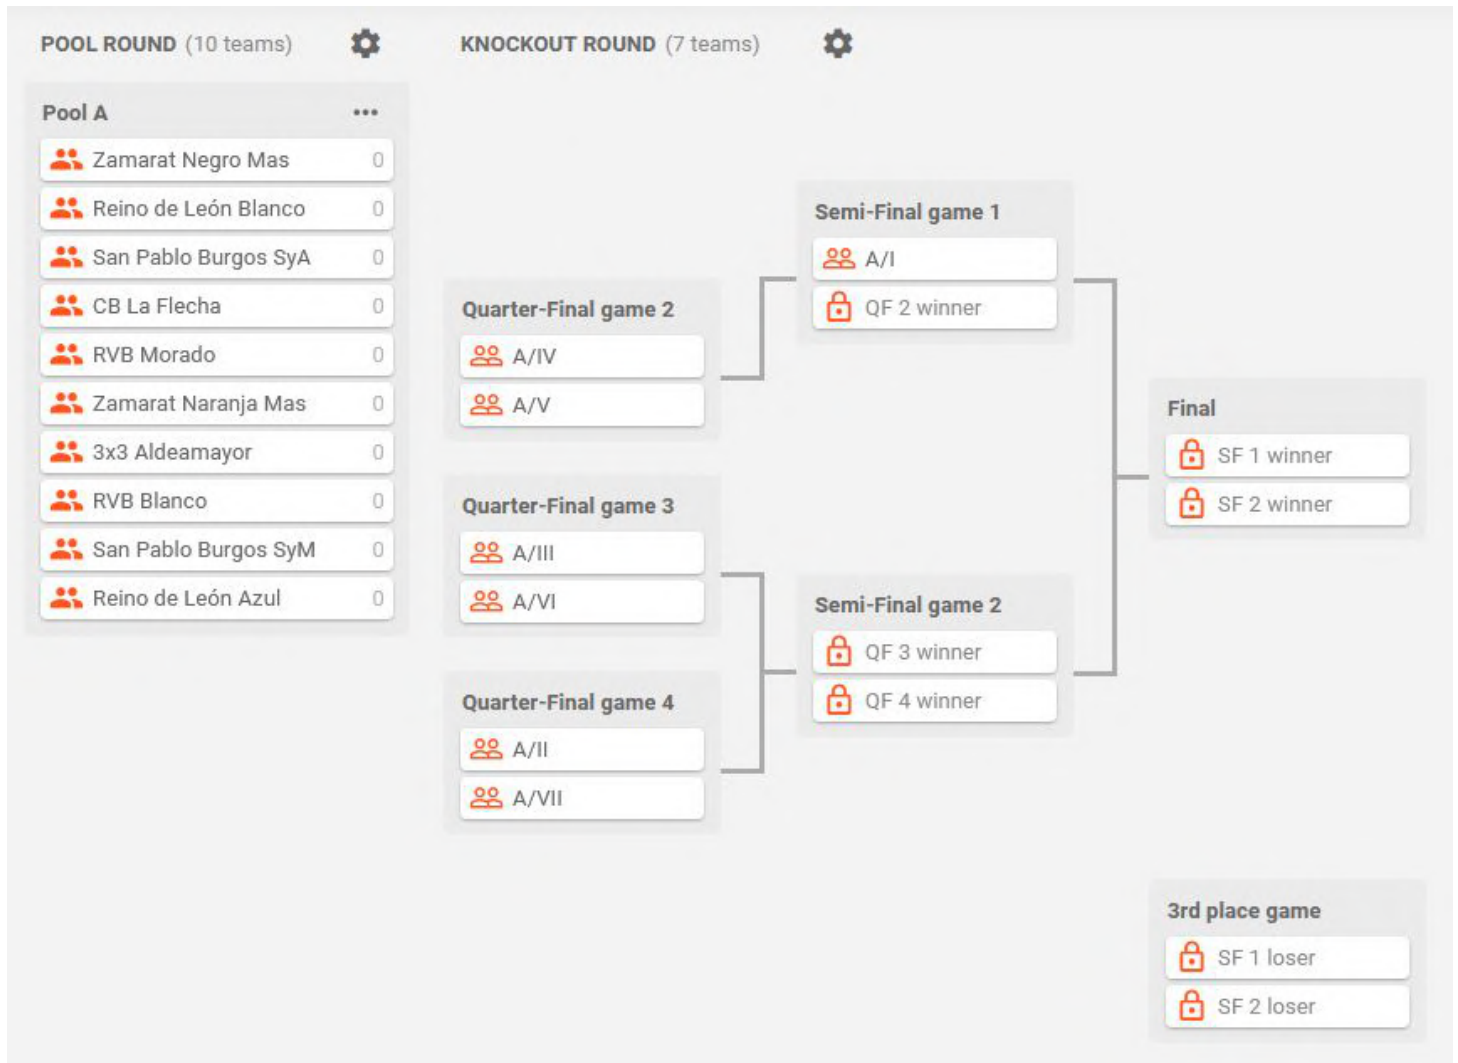 POOL ROUND (10 teams)
KNOCKOUT ROUND (7 teams)
Pool A
Zamarat Negro Mas 0
Reino de León Blanco 0
San Pablo Burgos SyA 0
CB La Flecha 0
RVB Morado 0
Zamarat Naranja Mas 0
3x3 Aldeamayor 0
RVB Blanco 0
San Pablo Burgos SyM 0
Reino de León Azul 0
Quarter-Final game 2
A/IV
A/V
Quarter-Final game 3
A/III
A/VI
Quarter-Final game 4
A/II
A/VII
Semi-Final game 1
A/I
QF 2 winner
Semi-Final game 2
QF 3 winner
QF 4 winner
Final
SF 1 winner
SF 2 winner
3rd place game
SF 1 loser
SF 2 loser